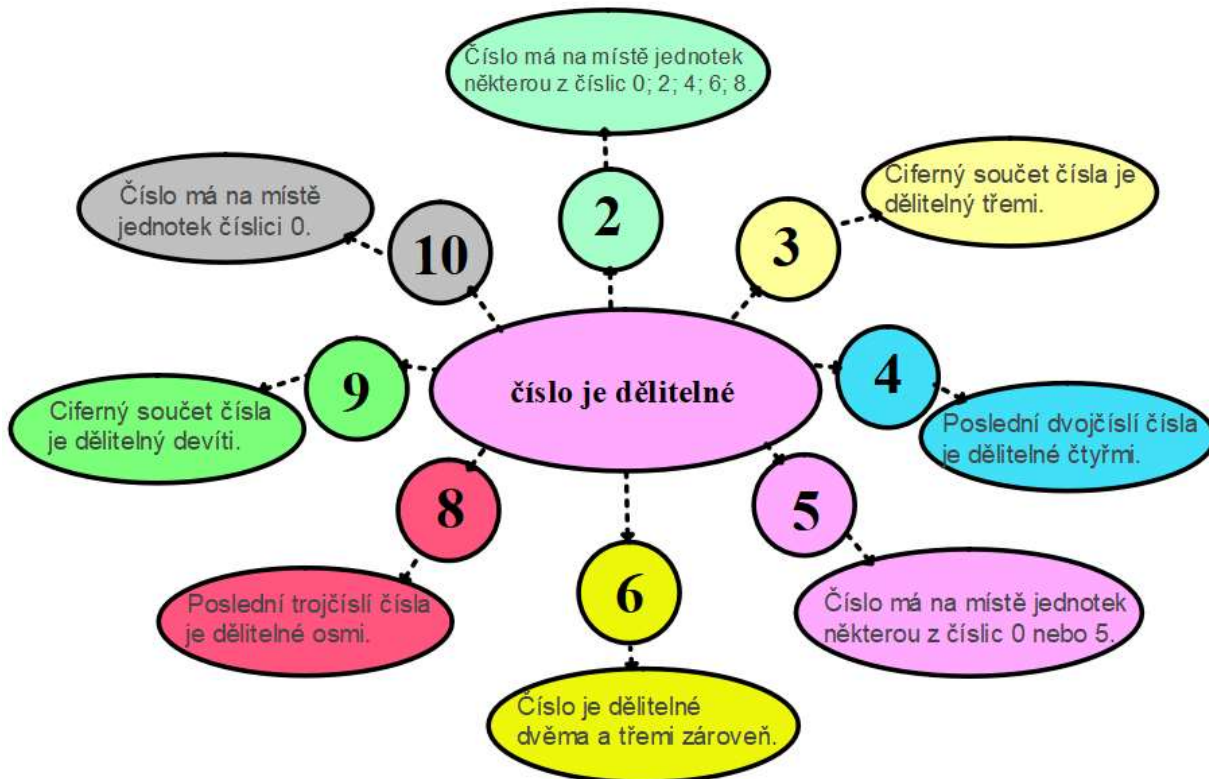 Číslo má na místě jednotek
některou z číslic 0; 2; 4; 6; 8.
2
Ciferný součet čísla je
dělitelný třemi.
3
Číslo má na místě
jednotek číslici 0.
10
číslo je dělitelné
4
Poslední dvojčíslí čísla
je dělitelné čtyřmi.
9
Ciferný součet čísla
je dělitelný devíti.
8
Poslední trojčíslí čísla
je dělitelné osmi.
5
Číslo má na místě jednotek
některou z číslic 0 nebo 5.
6
Číslo je dělitelné
dvěma a třemi zároveň.